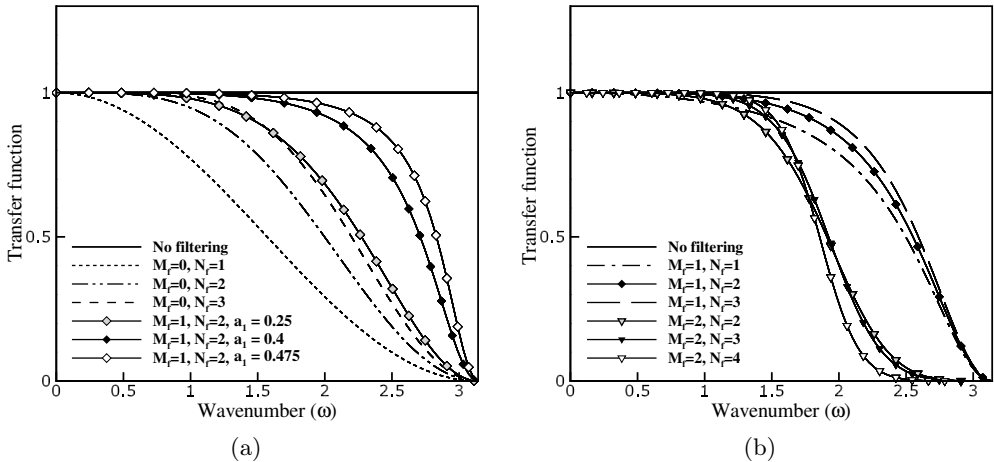 Transfer function
1
0.5
0
No filtering
M_f=0, N_f=1
M_f=0, N_f=2
M_f=0, N_f=3
M_f=1, N_f=2, a_1 = 0.25
M_f=1, N_f=2, a_1 = 0.4
M_f=1, N_f=2, a_1 = 0.475
0 0.5 1 1.5 2 2.5 3
Wavenumber (ω)
(a)
Transfer function
1
0.5
0
No filtering
M_f=1, N_f=1
M_f=1, N_f=2
M_f=1, N_f=3
M_f=2, N_f=2
M_f=2, N_f=3
M_f=2, N_f=4
0 0.5 1 1.5 2 2.5 3
Wavenumber (ω)
(b)